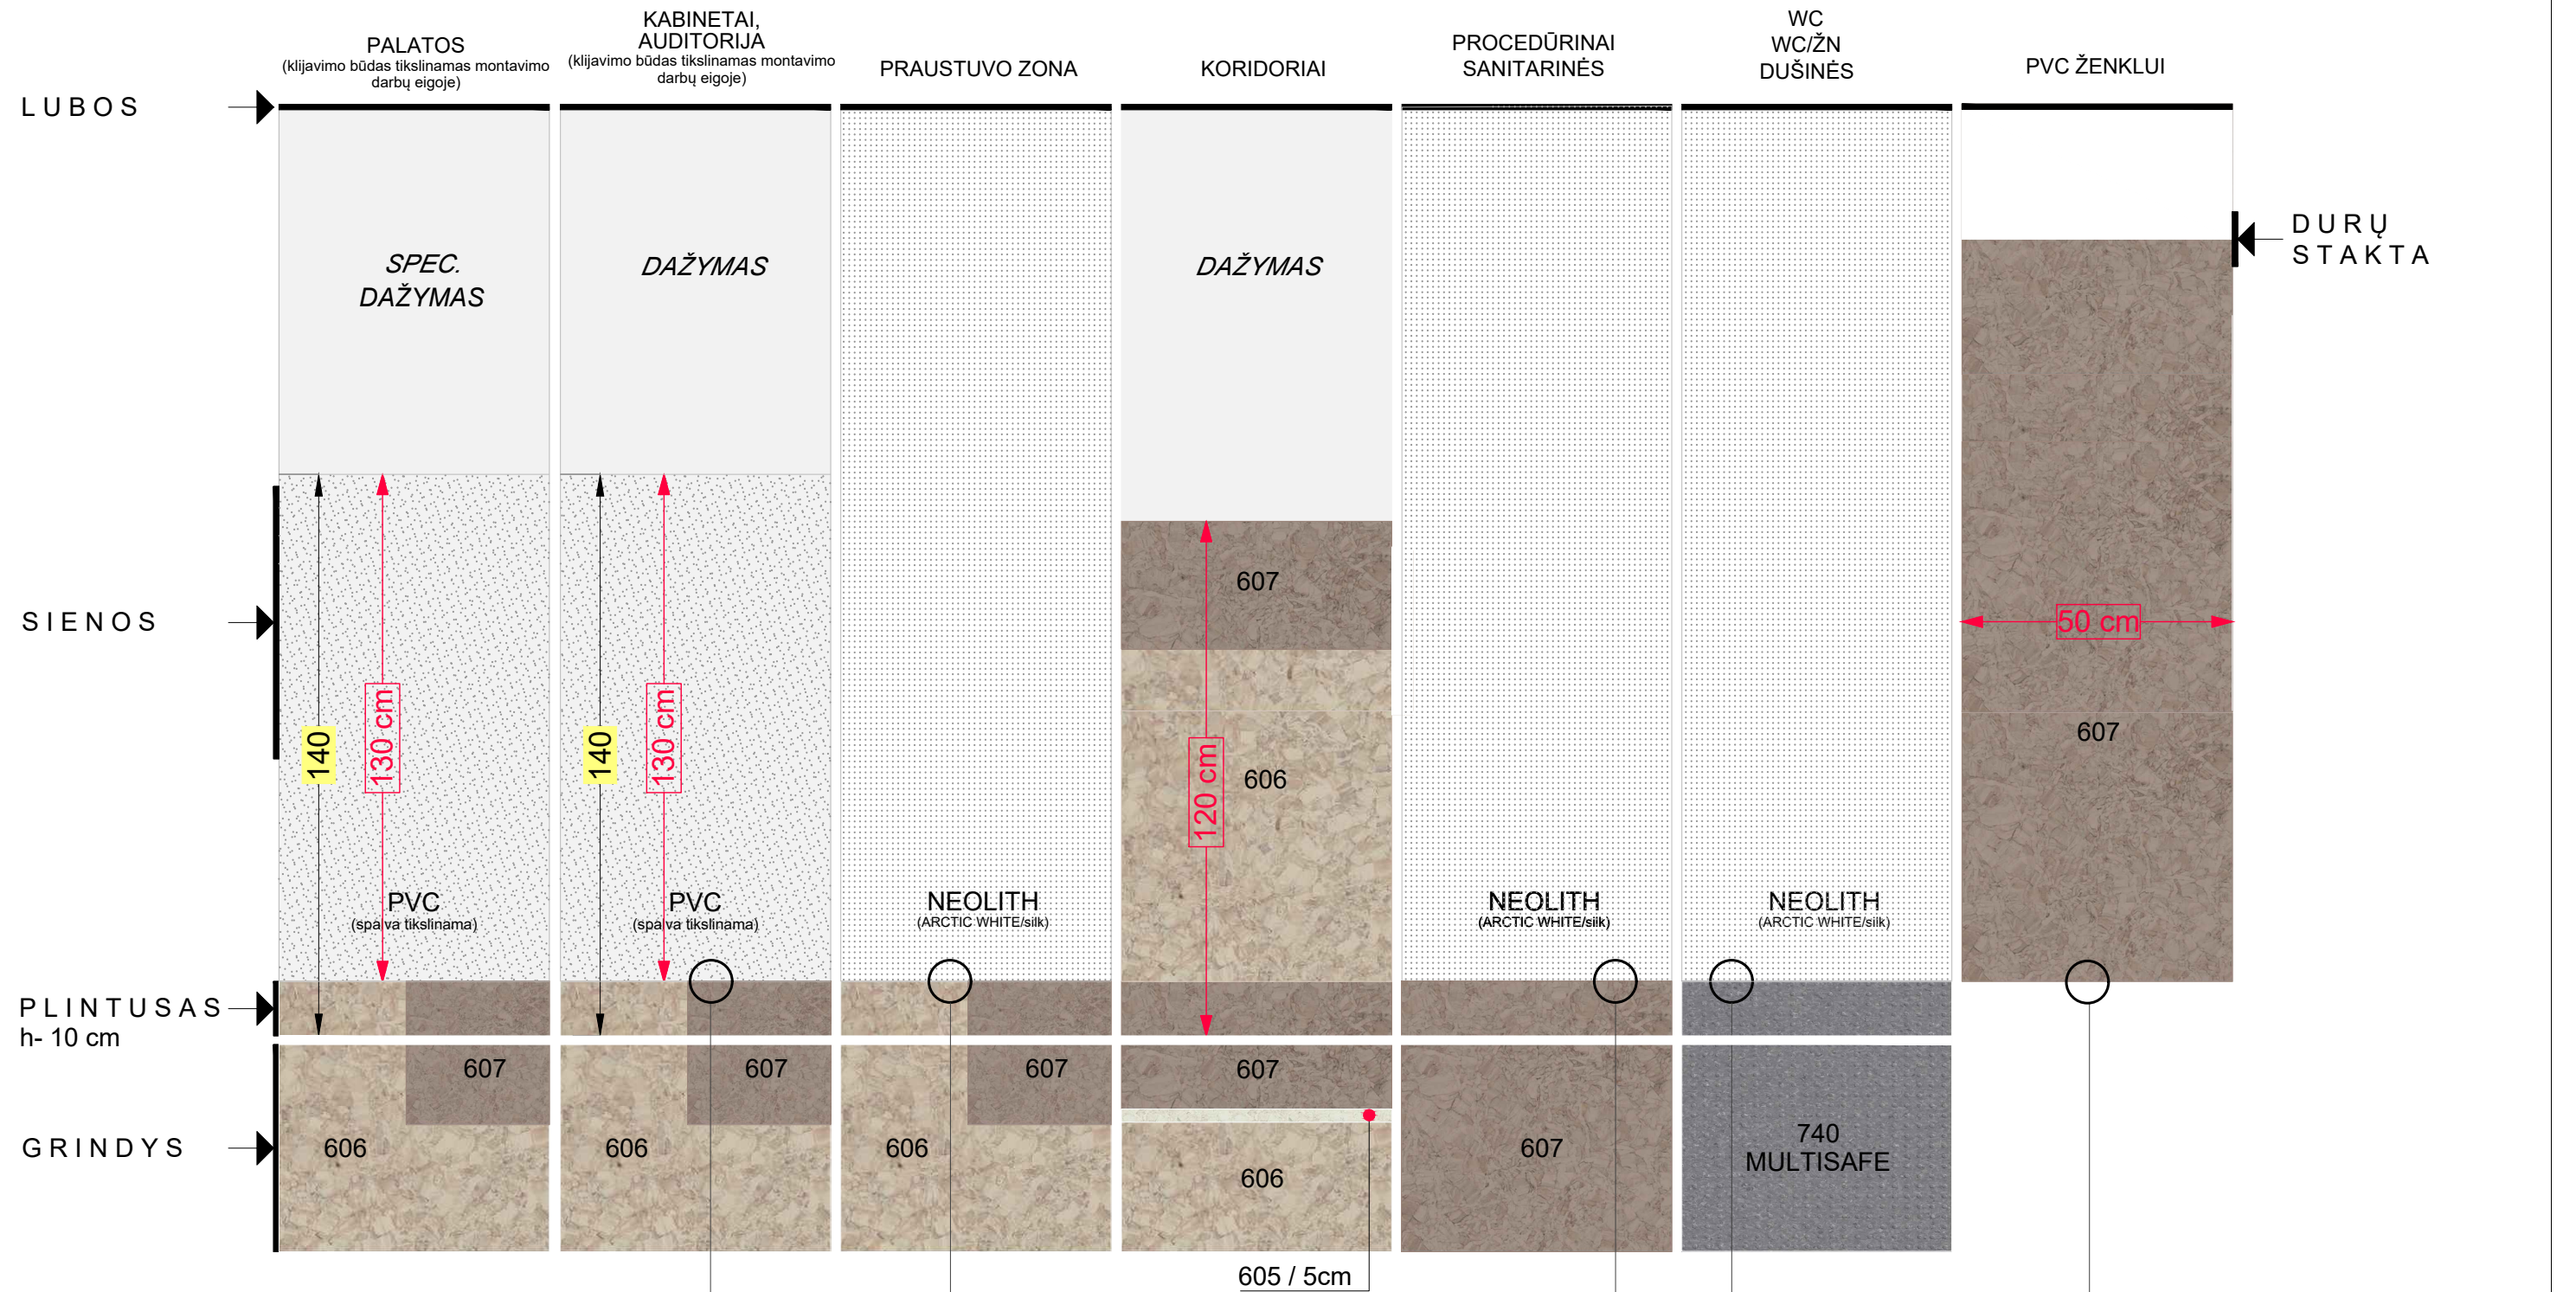 PALATOS
(klijavimo būdas tikslinamas montavimo
darbų eigoje)
KABINETAI,
AUDITORIJA
(klijavimo būdas tikslinamas montavimo
darbų eigoje)
PRAUSTUVO ZONA
KORIDORIAI
PROCEDŪRINAI
SANITARINĖS
WC
WC/ŽN
DUŠINĖS
PVC ŽENKLUI
LUBOS
DURŲ
STAKTA
SPEC.
DAŽYMAS
DAŽYMAS
DAŽYMAS
SIENOS
140
130 cm
140
130 cm
607
606
120 cm
50 cm
607
PVC
(spalva tikslinama)
PVC
(spalva tikslinama)
NEOLITH
(ARCTIC WHITE/silk)
NEOLITH
(ARCTIC WHITE/silk)
NEOLITH
(ARCTIC WHITE/silk)
PLINTUSAS
h- 10 cm
GRINDYS
607
606
607
606
607
606
607
606
607
740
MULTISAFE
605 / 5cm